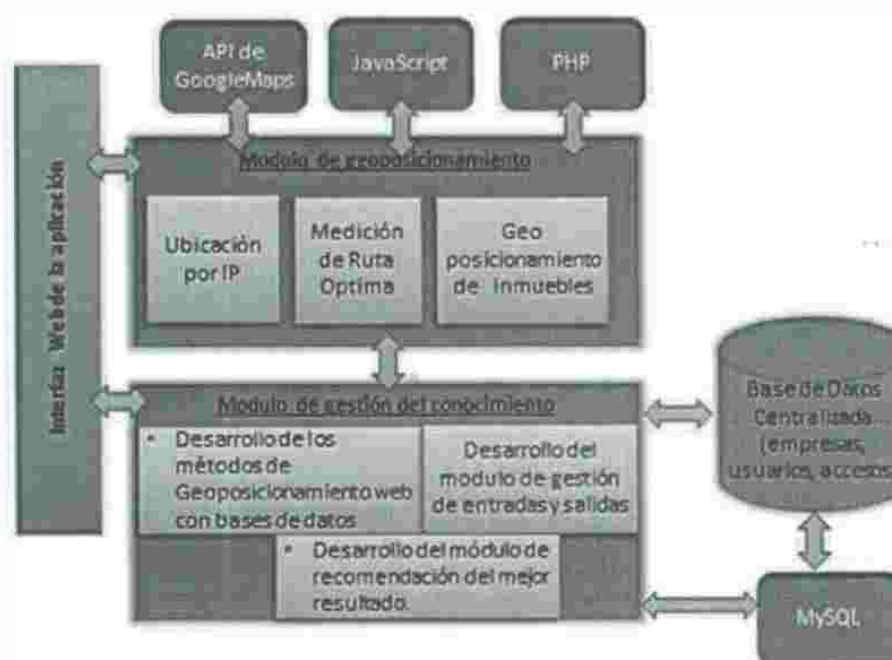 API de
GoogleMaps
JavaScript
PHP
Interfaz Web de la aplicación
Modulo de geoposicionamiento
Ubicación
por IP
Medición
de Ruta
Optima
Geo
posicionamiento
de inmuebles
Modulo de gestión del conocimiento
• Desarrollo de los
métodos de
Geoposicionamiento web
con bases de datos
Desarrollo del
modulo de gestión
de entradas y salidas
• Desarrollo del módulo de
recomendación del mejor
resultado.
Base de Datos
Centralizada
(empresas,
usuarios, accesos
MySQL